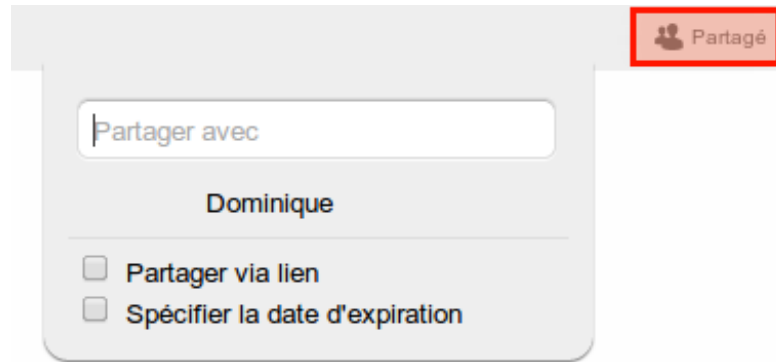 Partagé
Partager avec
Dominique
Partager via lien
Spécifier la date d'expiration